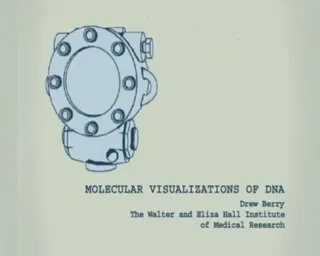 MOLECULAR VISUALIZATIONS OF DNA
Drew Berry
The Walter and Eliza Hall Institute
of Medical Research